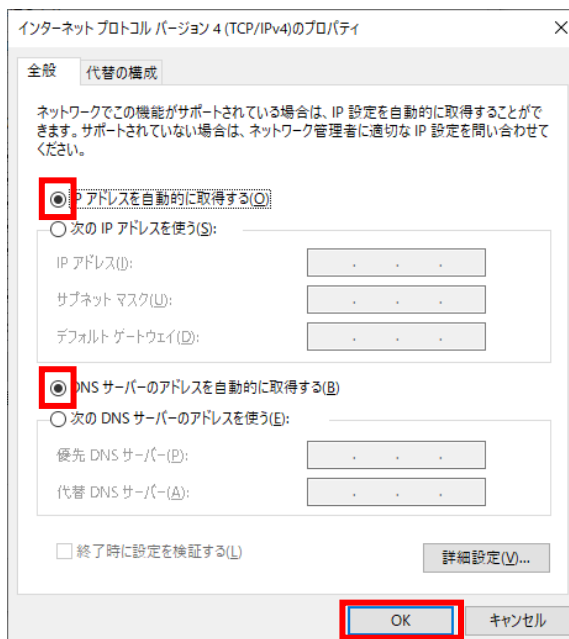 インターネット プロトコル バージョン 4 (TCP/IPv4)のプロパティ
全般
代替の構成
ネットワークでこの機能がサポートされている場合は、IP 設定を自動的に取得することがで
きます。サポートされていない場合は、ネットワーク管理者に適切な IP 設定を問い合わせて
ください。
IP アドレスを自動的に取得する(O)
次の IP アドレスを使う(S):
IP アドレス(I):
サブネット マスク(U):
デフォルト ゲートウェイ(D):
DNS サーバーのアドレスを自動的に取得する(B)
次の DNS サーバーのアドレスを使う(E):
優先 DNS サーバー(P):
代替 DNS サーバー(A):
終了時に設定を検証する(L)
詳細設定(V)...
OK
キャンセル